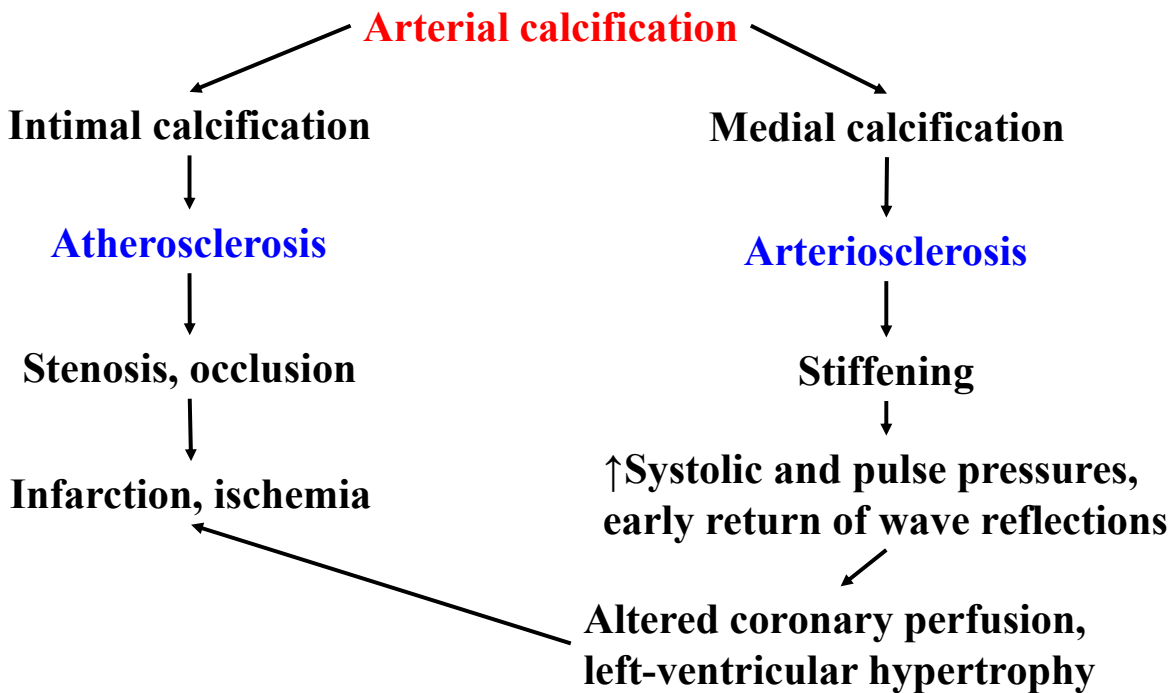 Arterial calcification
Intimal calcification
Medial calcification
Atherosclerosis
Arteriosclerosis
Stenosis, occlusion
Stiffening
Infarction, ischemia
↑Systolic and pulse pressures,
early return of wave reflections
Altered coronary perfusion,
left-ventricular hypertrophy